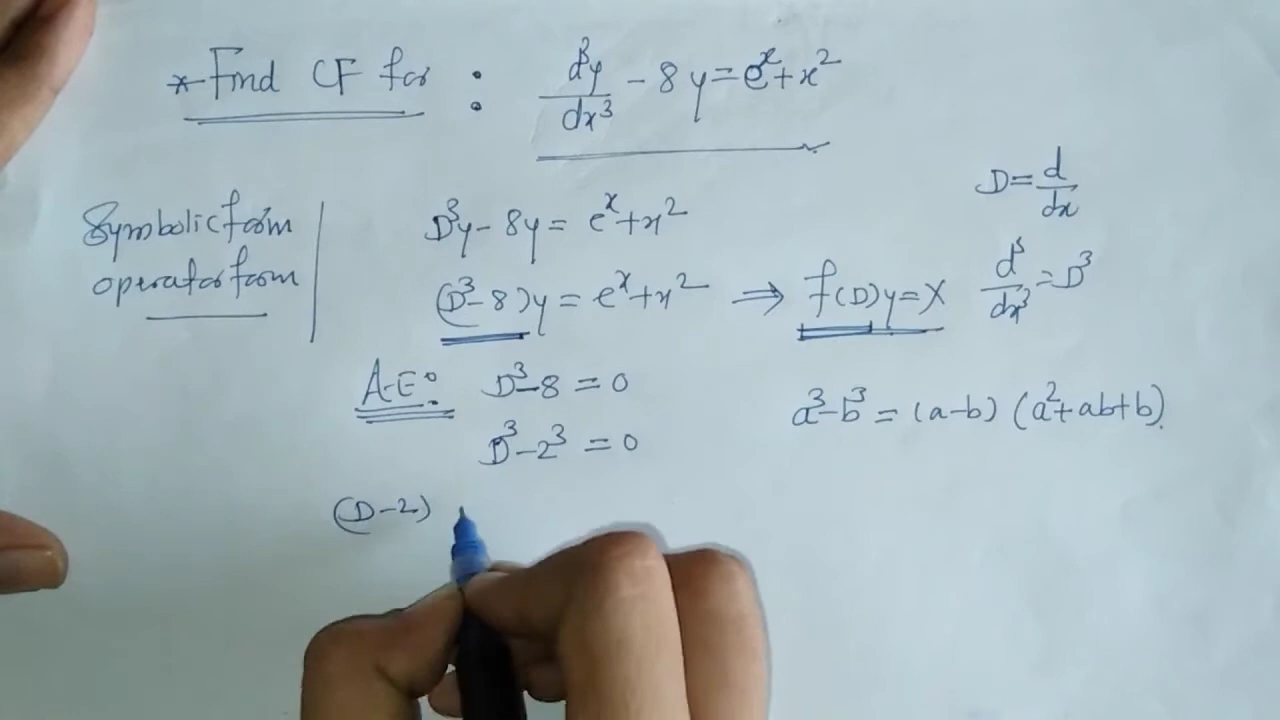 *Find CF for : d³y/dx³ - 8y = eˣ + x²
D = d/dx
Symbolic form
D³y - 8y = eˣ + x²
operator form
(D³ - 8)y = eˣ + x² ⇒ f(D)y = X
d³/dx³ = D³
A.E: D³ - 8 = 0
a³ - b³ = (a - b) (a² + ab + b).
D³ - 2³ = 0
(D - 2)